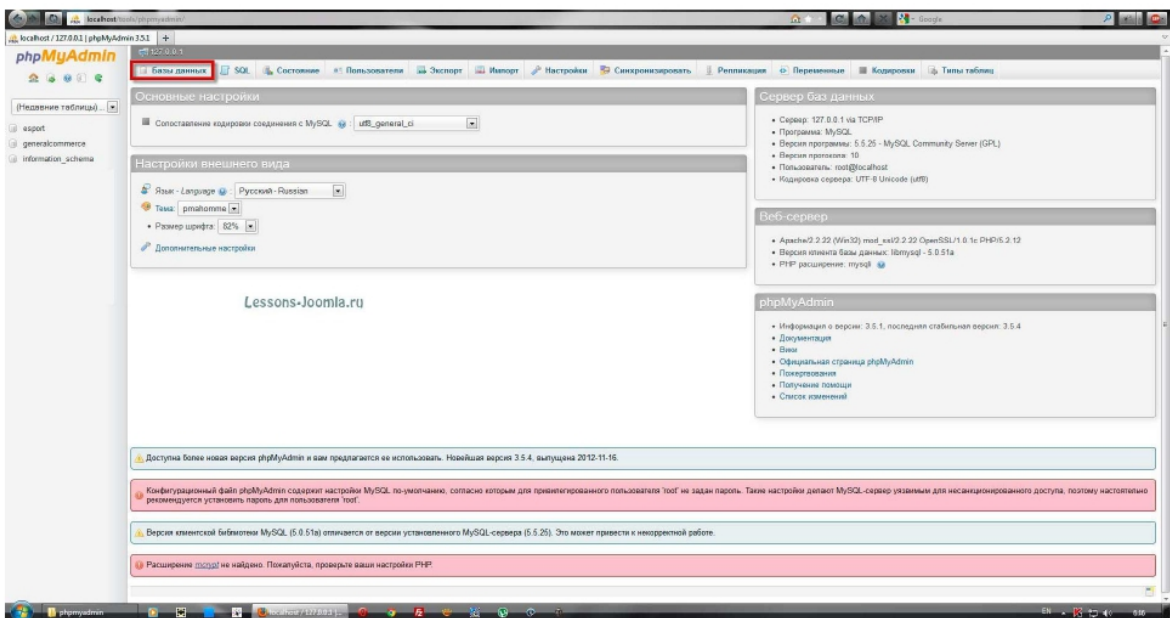 localhost/tools/phpmyadmin/
Google
localhost / 127.0.0.1 | phpMyAdmin 3.5.1
phpMyAdmin
127.0.0.1
Базы данных SQL Состояние Пользователи Экспорт Импорт Настройки Синхронизировать Репликация Переменные Кодировки Типы таблиц
(Недавние таблицы) ...
esport
generalcommerce
information_schema
Основные настройки
Сопоставление кодировки соединения с MySQL : utf8_general_ci
Настройки внешнего вида
Язык - Language : Русский - Russian
Тема: pmahomme
• Размер шрифта: 82%
Дополнительные настройки
Lessons-Joomla.ru
Сервер баз данных
• Сервер: 127.0.0.1 via TCP/IP
• Программа: MySQL
• Версия программы: 5.5.25 - MySQL Community Server (GPL)
• Версия протокола: 10
• Пользователь: root@localhost
• Кодировка сервера: UTF-8 Unicode (utf8)
Веб-сервер
• Apache/2.2.22 (Win32) mod_ssl/2.2.22 OpenSSL/1.0.1c PHP/5.2.12
• Версия клиента базы данных: libmysql - 5.0.51a
• PHP расширение: mysqli
phpMyAdmin
• Информация о версии: 3.5.1, последняя стабильная версия: 3.5.4
• Документация
• Вики
• Официальная страница phpMyAdmin
• Пожертвования
• Получение помощи
• Список изменений
Доступна более новая версия phpMyAdmin и вам предлагается ее использовать. Новейшая версия 3.5.4, выпущена 2012-11-16.
Конфигурационный файл phpMyAdmin содержит настройки MySQL по-умолчанию, согласно которым для привилегированного пользователя 'root' не задан пароль. Такие настройки делают MySQL-сервер уязвимым для несанкционированного доступа, поэтому настоятельно
рекомендуется установить пароль для пользователя 'root'.
Версия клиентской библиотеки MySQL (5.0.51a) отличается от версии установленного MySQL-сервера (5.5.25). Это может привести к некорректной работе.
Расширение mcrypt не найдено. Пожалуйста, проверьте ваши настройки PHP.
phpmyadmin
localhost / 127.0.0.1 |...
EN